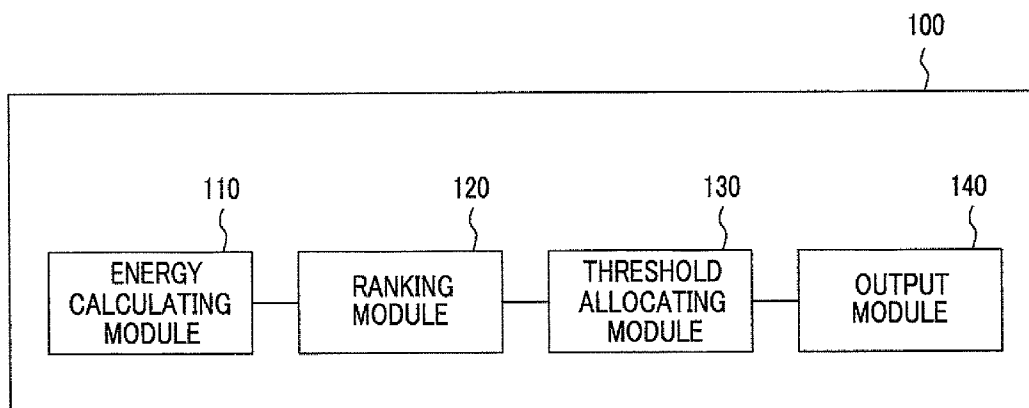 100
110
120
130
140
ENERGY
CALCULATING
MODULE
RANKING
MODULE
THRESHOLD
ALLOCATING
MODULE
OUTPUT
MODULE